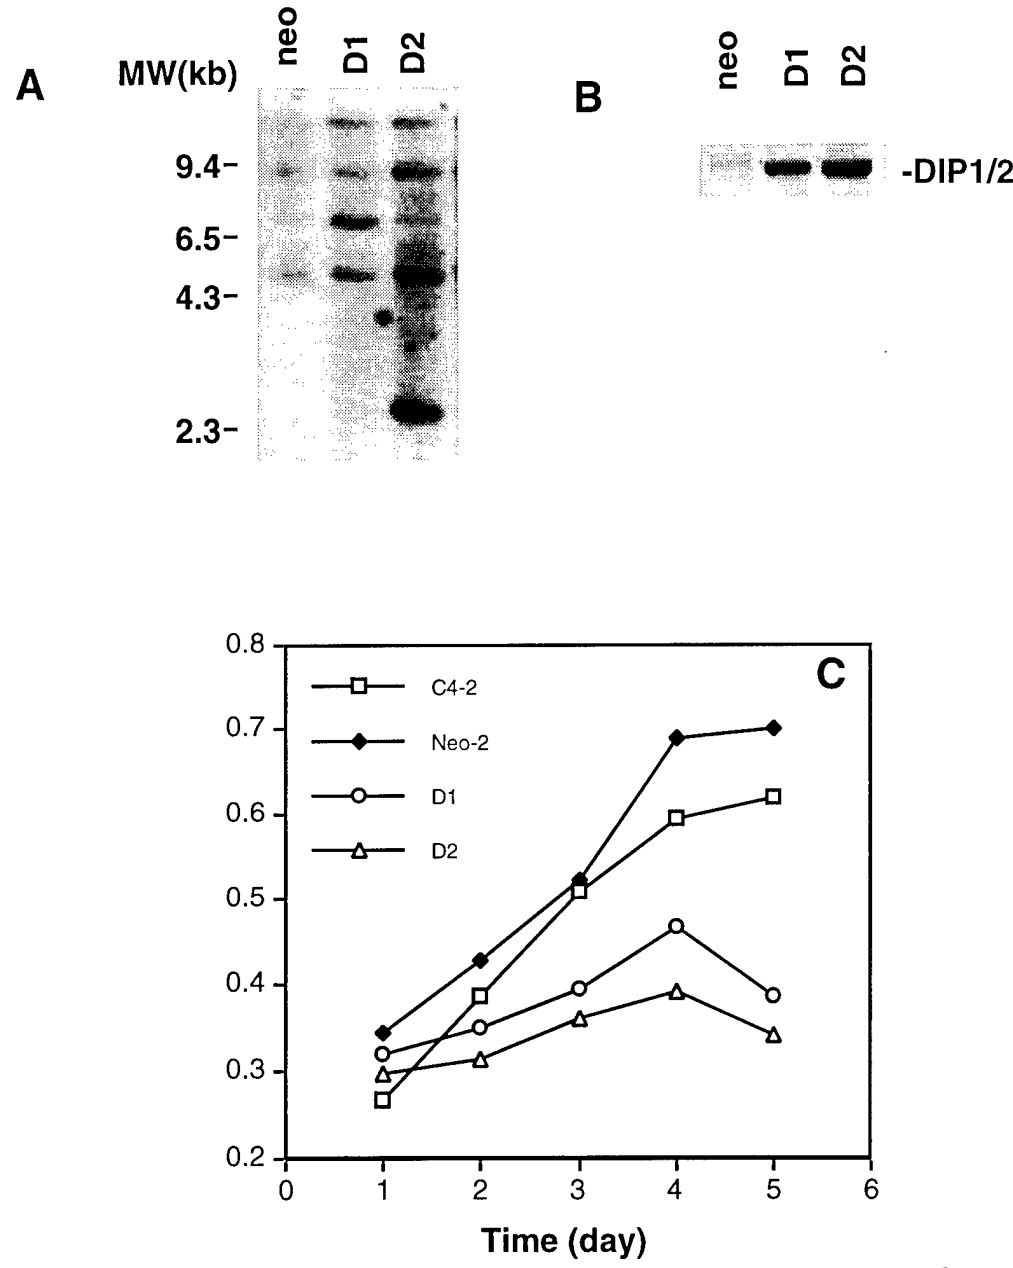 A
MW(kb)
neo
D1
D2
9.4-
6.5-
4.3-
2.3-
B
neo
D1
D2
-DIP1/2
C
C4-2
Neo-2
D1
D2
0.8
0.7
0.6
0.5
0.4
0.3
0.2
0 1 2 3 4 5 6
Time (day)